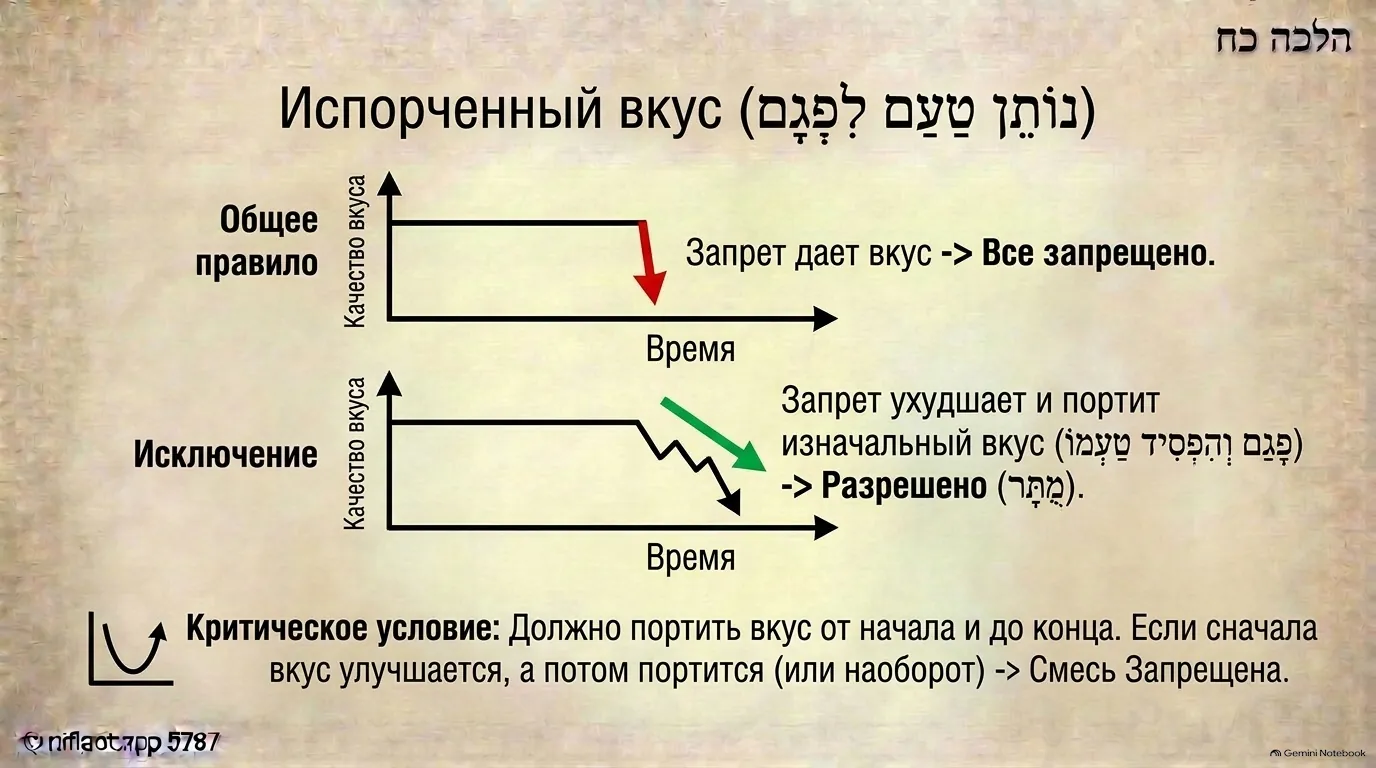 הלכה כח
Испорченный вкус (נוֹתֵן טַעַם לִפְגָם)
Общее
правило
Качество вкуса
Запрет дает вкус -> Все запрещено.
Время
Исключение
Качество вкуса
Запрет ухудшает и портит
изначальный вкус (פָּגַם וְהִפְסִיד טַעְמוֹ)
-> Разрешено (מֻתָּר).
Время
Критическое условие: Должно портить вкус от начала и до конца. Если сначала
вкус улучшается, а потом портится (или наоборот) -> Смесь Запрещена.
5787
Gemini Notebook